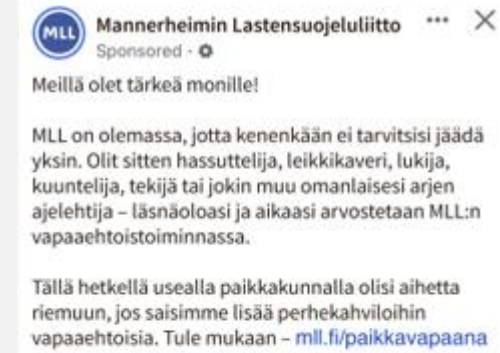 MLL
Mannerheimin Lastensuojeluliitto
Sponsored ·
Meillä olet tärkeä monille!
MLL on olemassa, jotta kenenkään ei tarvitsisi jäädä
yksin. Olit sitten hassuttelija, leikkikaveri, lukija,
kuuntelija, tekijä tai jokin muu omanlaisesi arjen
ajelehtija – läsnäoloasi ja aikaasi arvostetaan MLL:n
vapaaehtoistoiminnassa.
Tällä hetkellä usealla paikkakunnalla olisi aihetta
riemuun, jos saisimme lisää perhekahviloihin
vapaaehtoisia. Tule mukaan – mll.fi/paikkavapaana